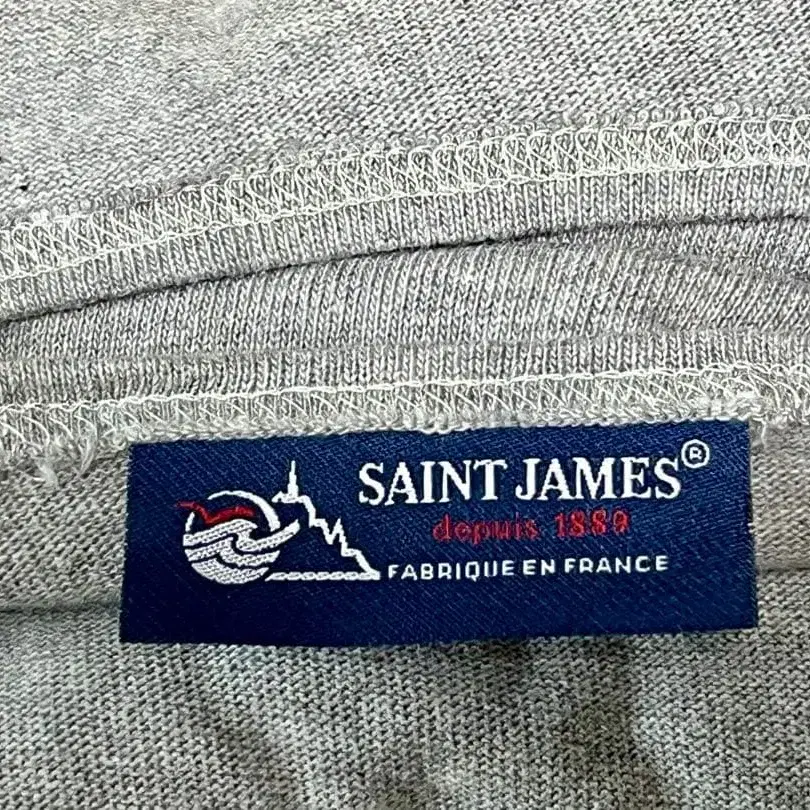 SAINT JAMES®
depuis 1889
FABRIQUE EN FRANCE